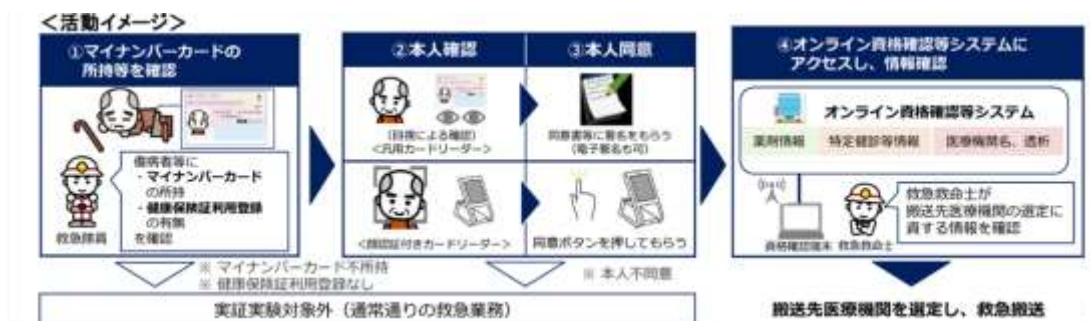 ＜活動イメージ＞
①マイナンバーカードの
所持等を確認
傷病者等に
・マイナンバーカード
の所持
・健康保険証利用登録
の有無
を確認
救急隊員
②本人確認
③本人同意
(目視による確認)
＜汎用カードリーダー＞
同意書等に署名をもらう
(電子署名も可)
＜顔認証付きカードリーダー＞
同意ボタンを押してもらう
④オンライン資格確認等システムに
アクセスし、情報確認
オンライン資格確認等システム
薬剤情報
特定健診等情報
医療機関名、透析
救急救命士が
搬送先医療機関の選定に
資する情報を確認
資格確認端末
救急救命士
※ マイナンバーカード不所持
※ 健康保険証利用登録なし
※ 本人不同意
実証実験対象外（通常通りの救急業務）
搬送先医療機関を選定し、救急搬送